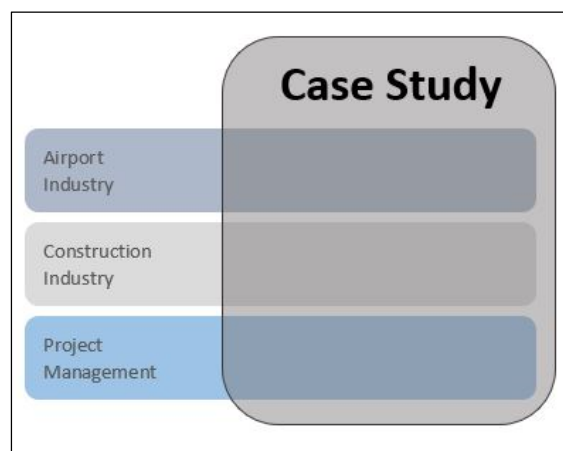 Case Study
Airport
Industry
Construction
Industry
Project
Management